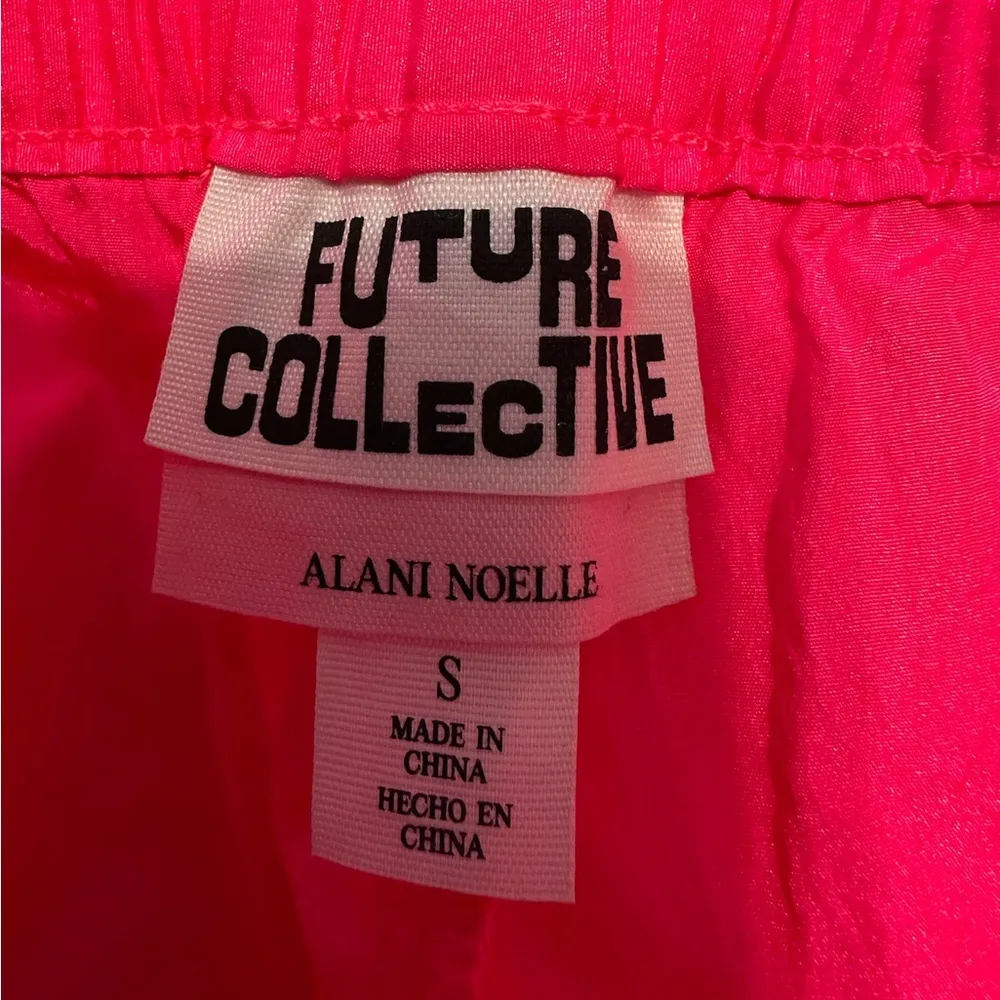 FUTURE
COLLECTIVE
ALANI NOELLE
S
MADE IN
CHINA
HECHO EN
CHINA